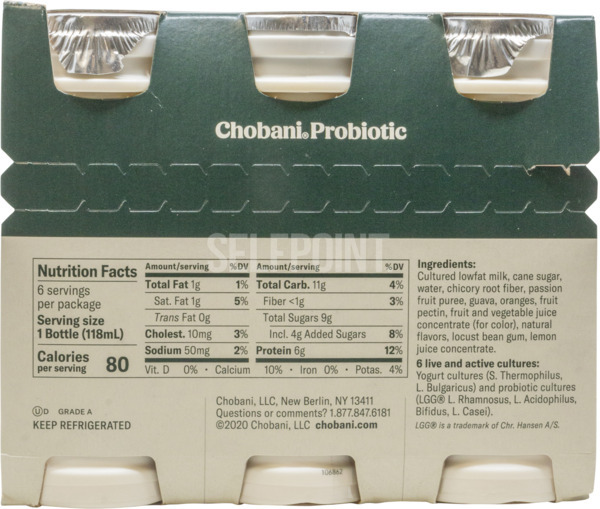 Chobani® Probiotic
SELEPOINT
Nutrition Facts
6 servings
per package
Serving size
1 Bottle (118mL)
Calories
per serving 80
Amount/serving %DV
Total Fat 1g 1%
Sat. Fat 1g 5%
Trans Fat 0g
Cholest. 10mg 3%
Sodium 50mg 2%
Amount/serving %DV
Total Carb. 11g 4%
Fiber <1g 3%
Total Sugars 9g
Incl. 4g Added Sugars 8%
Protein 6g 12%
Vit. D 0% • Calcium 10% • Iron 0% • Potas. 4%
Ingredients:
Cultured lowfat milk, cane sugar,
water, chicory root fiber, passion
fruit puree, guava, oranges, fruit
pectin, fruit and vegetable juice
concentrate (for color), natural
flavors, locust bean gum, lemon
juice concentrate.
6 live and active cultures:
Yogurt cultures (S. Thermophilus,
L. Bulgaricus) and probiotic cultures
(LGG® L. Rhamnosus, L. Acidophilus,
Bifidus, L. Casei).
LGG® is a trademark of Chr. Hansen A/S.
ⓊD GRADE A
KEEP REFRIGERATED
Chobani, LLC, New Berlin, NY 13411
Questions or comments? 1.877.847.6181
©2020 Chobani, LLC chobani.com
106862